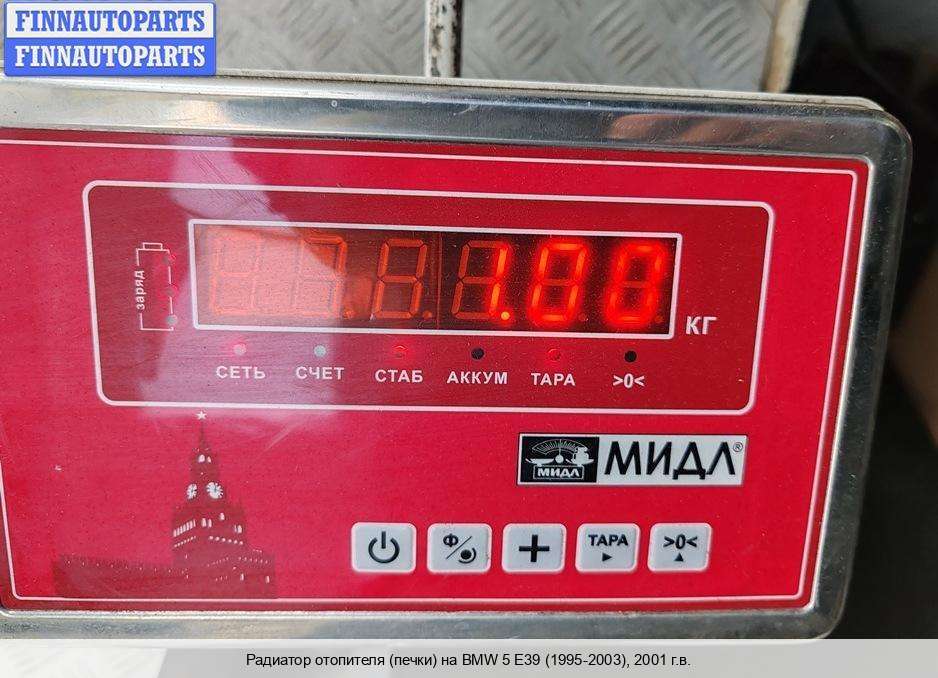 FINNAUTOPARTS
FINNAUTOPARTS
заряд
1.00
кг
СЕТЬ СЧЕТ СТАБ АККУМ ТАРА >0<
МИДЛ
МИДЛ®
Ф
ТАРА
>0<
Радиатор отопителя (печки) на BMW 5 E39 (1995-2003), 2001 г.в.